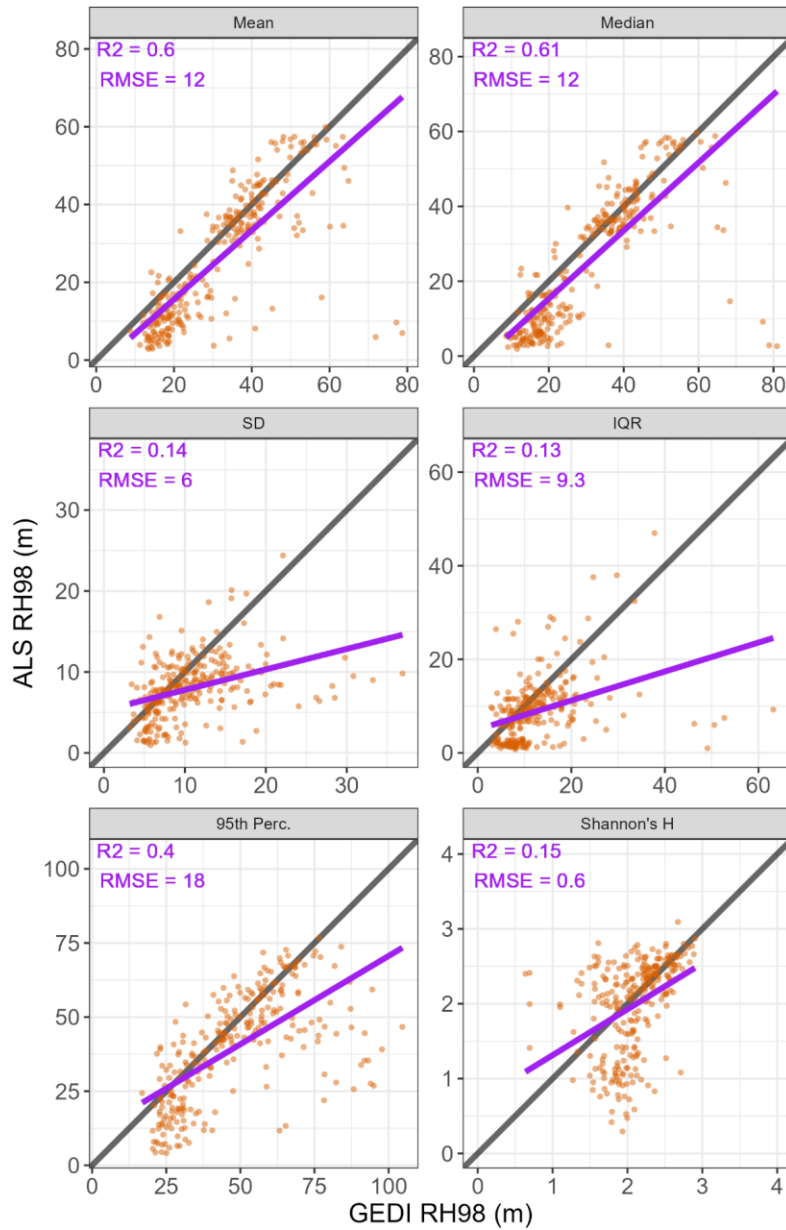 Mean
Median
R2 = 0.6
RMSE = 12
R2 = 0.61
RMSE = 12
80
60
40
20
0
80
60
40
20
0
0 20 40 60 80
0 20 40 60 80
SD
IQR
R2 = 0.14
RMSE = 6
R2 = 0.13
RMSE = 9.3
30
20
10
0
60
40
20
0
0 10 20 30
0 20 40 60
95th Perc.
Shannon's H
R2 = 0.4
RMSE = 18
R2 = 0.15
RMSE = 0.6
100
75
50
25
0
4
3
2
1
0
0 25 50 75 100
0 1 2 3 4
ALS RH98 (m)
GEDI RH98 (m)